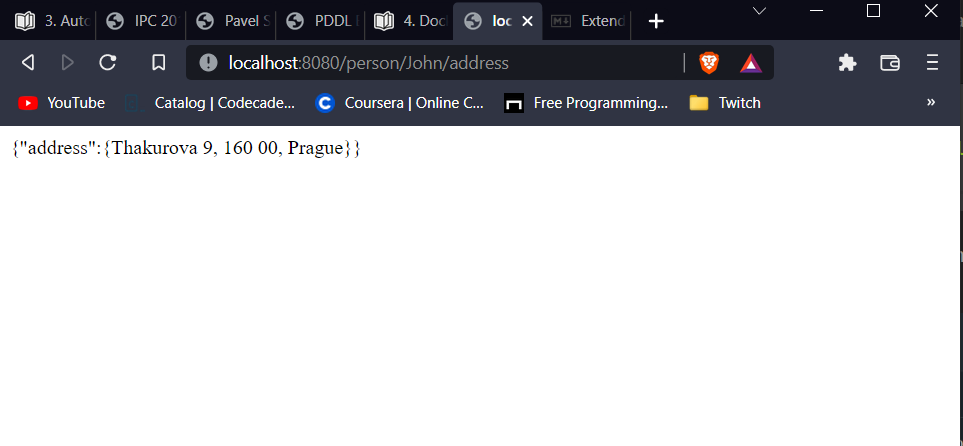 3. Auto IPC 20 Pavel S PDDL D 4. Doc loc Extend
localhost:8080/person/John/address
YouTube Catalog | Codecade... Coursera | Online C... Free Programming... Twitch »
{"address":{Thakurova 9, 160 00, Prague}}